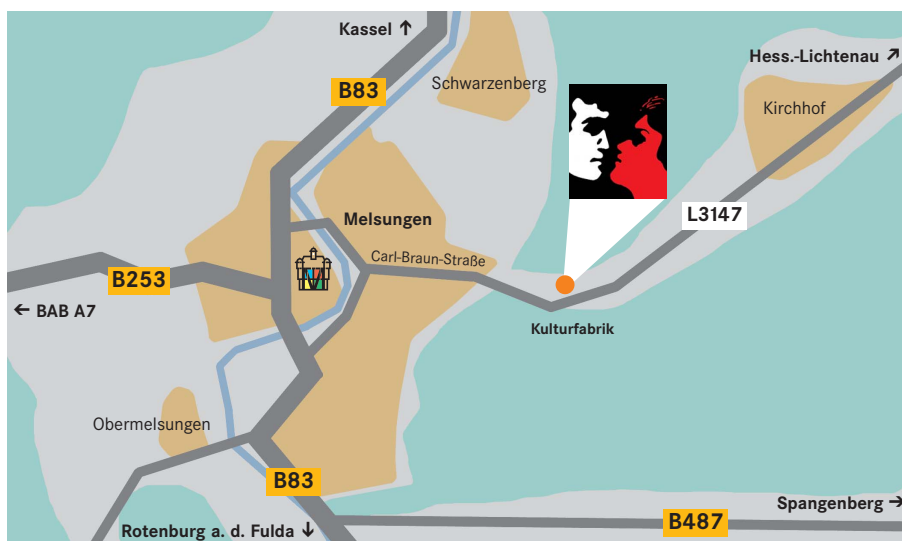 Kassel ↑
Hess.-Lichtenau ↗
Schwarzenberg
B83
Kirchhof
Melsungen
L3147
Carl-Braun-Straße
B253
← BAB A7
Kulturfabrik
Obermelsungen
B83
Spangenberg →
B487
Rotenburg a. d. Fulda ↓